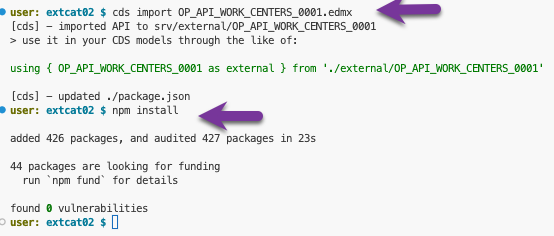 user: extcat02 $ cds import OP_API_WORK_CENTERS_0001.edmx
[cds] – imported API to srv/external/OP_API_WORK_CENTERS_0001
> use it in your CDS models through the like of:
using { OP_API_WORK_CENTERS_0001 as external } from './external/OP_API_WORK_CENTERS_0001'
[cds] – updated ./package.json
user: extcat02 $ npm install
added 426 packages, and audited 427 packages in 23s
44 packages are looking for funding
run `npm fund` for details
found 0 vulnerabilities
user: extcat02 $